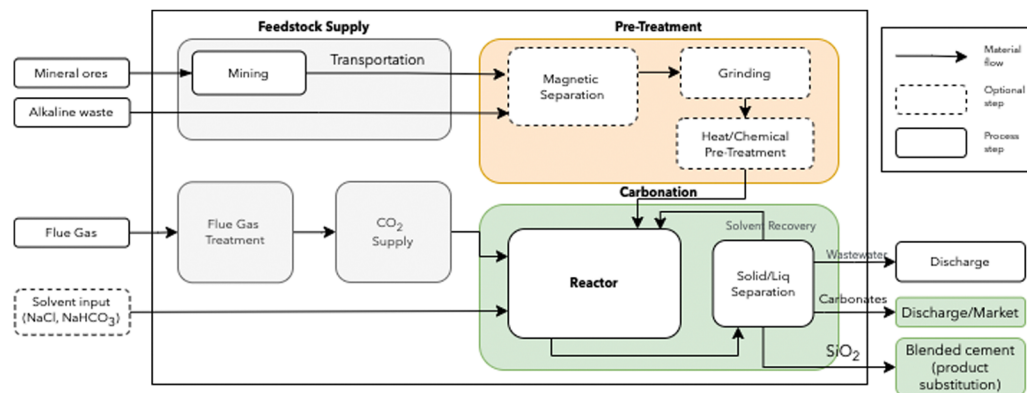 Feedstock Supply
Pre-Treatment
Mineral ores
Mining
Transportation
Alkaline waste
Magnetic
Separation
Grinding
Heat/Chemical
Pre-Treatment
Material
flow
Optional
step
Process
step
Carbonation
Flue Gas
Flue Gas
Treatment
CO₂
Supply
Solvent input
(NaCl, NaHCO₃)
Reactor
Solvent Recovery
Solid/Liq
Separation
Wastewater
Discharge
Carbonates
Discharge/Market
SiO₂
Blended cement
(product
substitution)